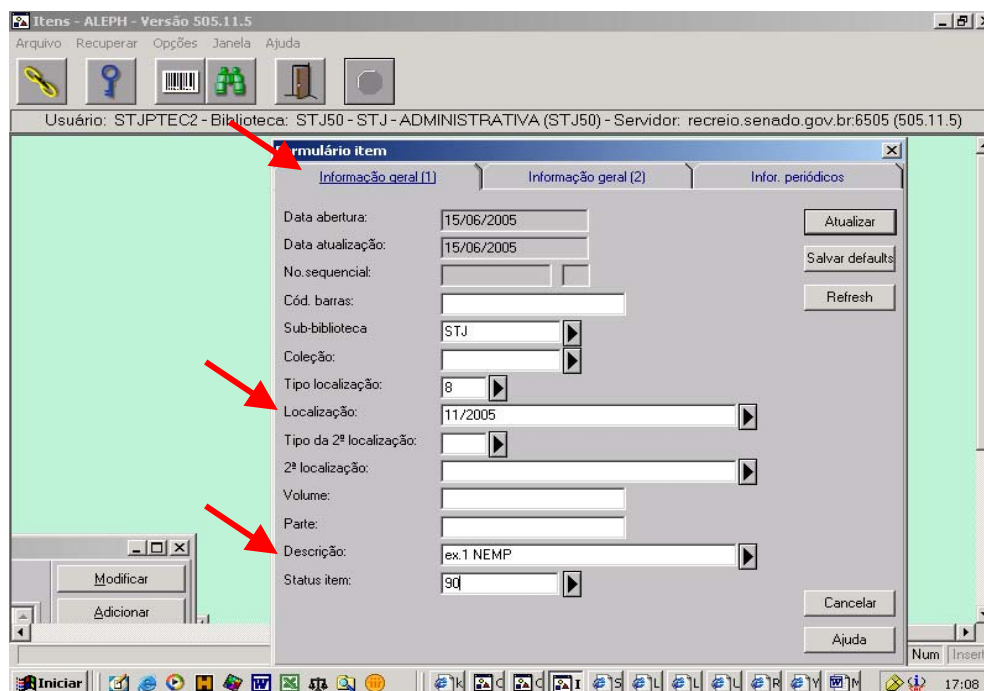 Itens - ALEPH - Versão 505.11.5
Arquivo Recuperar Opções Janela Ajuda
Usuário: STJPTEC2 - Biblioteca: STJ50 - STJ - ADMINISTRATIVA (STJ50) - Servidor: recreio.senado.gov.br:6505 (505.11.5)
Formulário item
Informação geral (1) Informação geral (2) Infor. periódicos
Data abertura: 15/06/2005 Atualizar
Data atualização: 15/06/2005
Salvar defaults
No.sequencial:
Cód. barras: Refresh
Sub-biblioteca STJ
Coleção:
Tipo localização: 8
Localização: 11/2005
Tipo da 2ª localização:
2ª localização:
Volume:
Parte:
Descrição: ex.1 NEMP
Status item: 90
Modificar
Adicionar
Cancelar
Ajuda
Num Insert
Iniciar 17:08